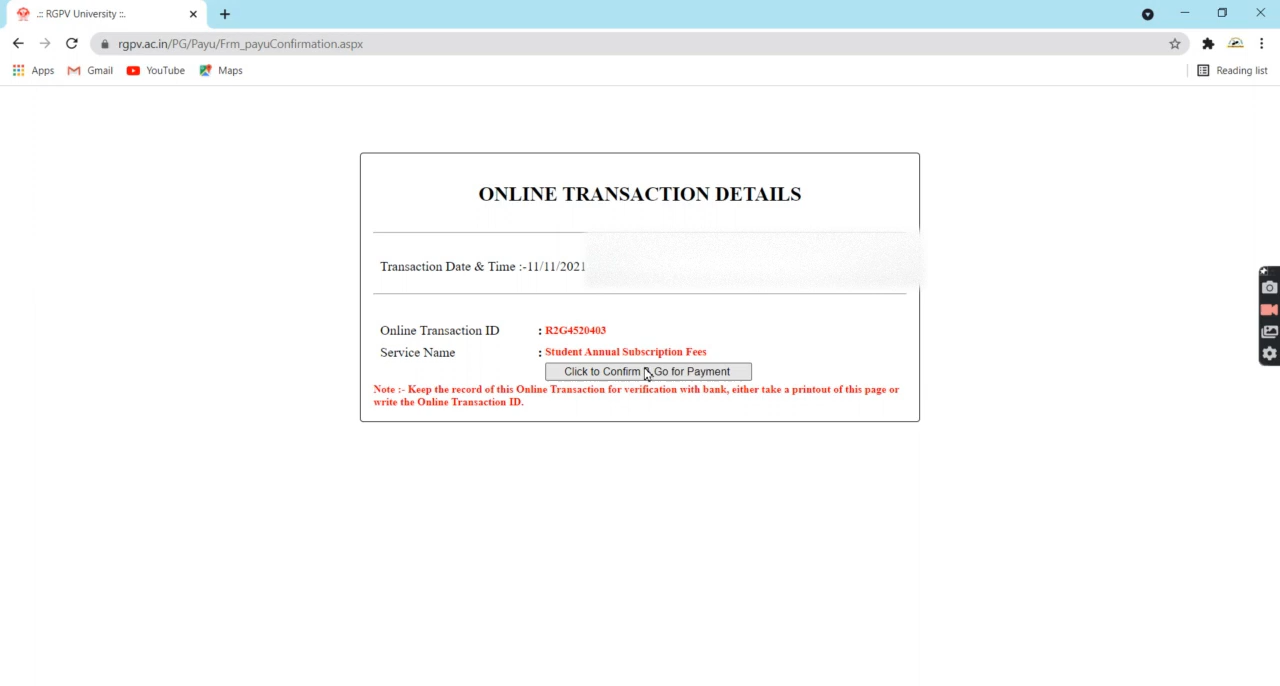 .:: RGPV University ::.
rgpv.ac.in/PG/Payu/Frm_payuConfirmation.aspx
Apps Gmail YouTube Maps Reading list
ONLINE TRANSACTION DETAILS
Transaction Date & Time :-11/11/2021
Online Transaction ID : R2G4520403
Service Name : Student Annual Subscription Fees
Click to Confirm Go for Payment
Note :- Keep the record of this Online Transaction for verification with bank, either take a printout of this page or
write the Online Transaction ID.